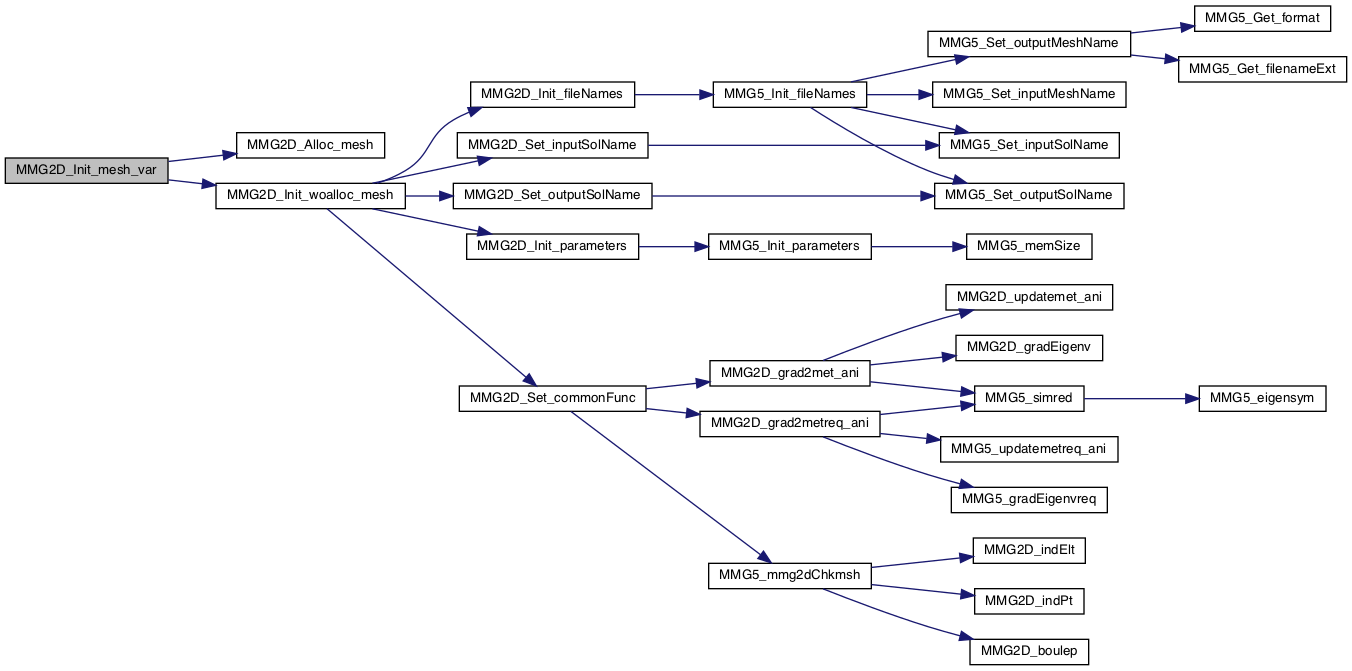 MMG2D_Init_mesh_var
MMG2D_Alloc_mesh
MMG2D_Init_woalloc_mesh
MMG2D_Init_fileNames
MMG2D_Set_inputSolName
MMG2D_Set_outputSolName
MMG2D_Init_parameters
MMG2D_Set_commonFunc
MMG5_Init_fileNames
MMG5_Init_parameters
MMG2D_grad2met_ani
MMG2D_grad2metreq_ani
MMG5_mmg2dChkmsh
MMG5_Set_outputMeshName
MMG5_Set_inputMeshName
MMG5_Set_inputSolName
MMG5_Set_outputSolName
MMG5_memSize
MMG2D_updatemet_ani
MMG2D_gradEigenv
MMG5_simred
MMG5_updatemetreq_ani
MMG5_gradEigenvreq
MMG2D_indElt
MMG2D_indPt
MMG2D_boulep
MMG5_Get_format
MMG5_Get_filenameExt
MMG5_eigensym